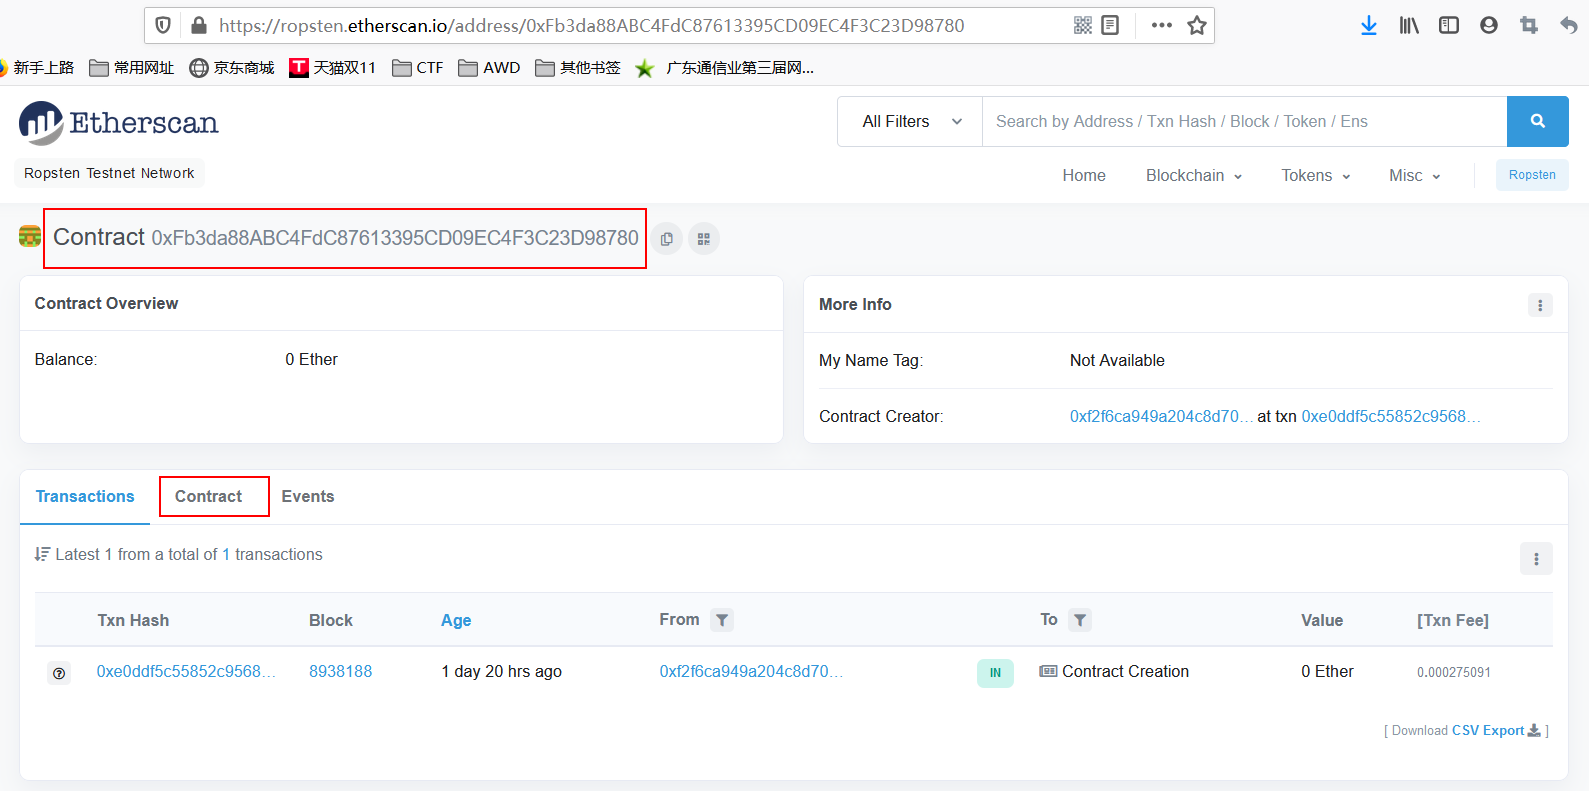 https://ropsten.etherscan.io/address/0xFb3da88ABC4FdC87613395CD09EC4F3C23D98780
新手上路 常用网址 京东商城 T 天猫双11 CTF AWD 其他书签 广东通信业第三届网...
Etherscan
All Filters Search by Address / Txn Hash / Block / Token / Ens
Ropsten Testnet Network
Home Blockchain Tokens Misc Ropsten
Contract 0xFb3da88ABC4FdC87613395CD09EC4F3C23D98780
Contract Overview
Balance: 0 Ether
More Info
My Name Tag: Not Available
Contract Creator: 0xf2f6ca949a204c8d70... at txn 0xe0ddf5c55852c9568...
Transactions Contract Events
Latest 1 from a total of 1 transactions
Txn Hash Block Age From To Value [Txn Fee]
0xe0ddf5c55852c9568... 8938188 1 day 20 hrs ago 0xf2f6ca949a204c8d70... IN Contract Creation 0 Ether 0.000275091
[ Download CSV Export ]